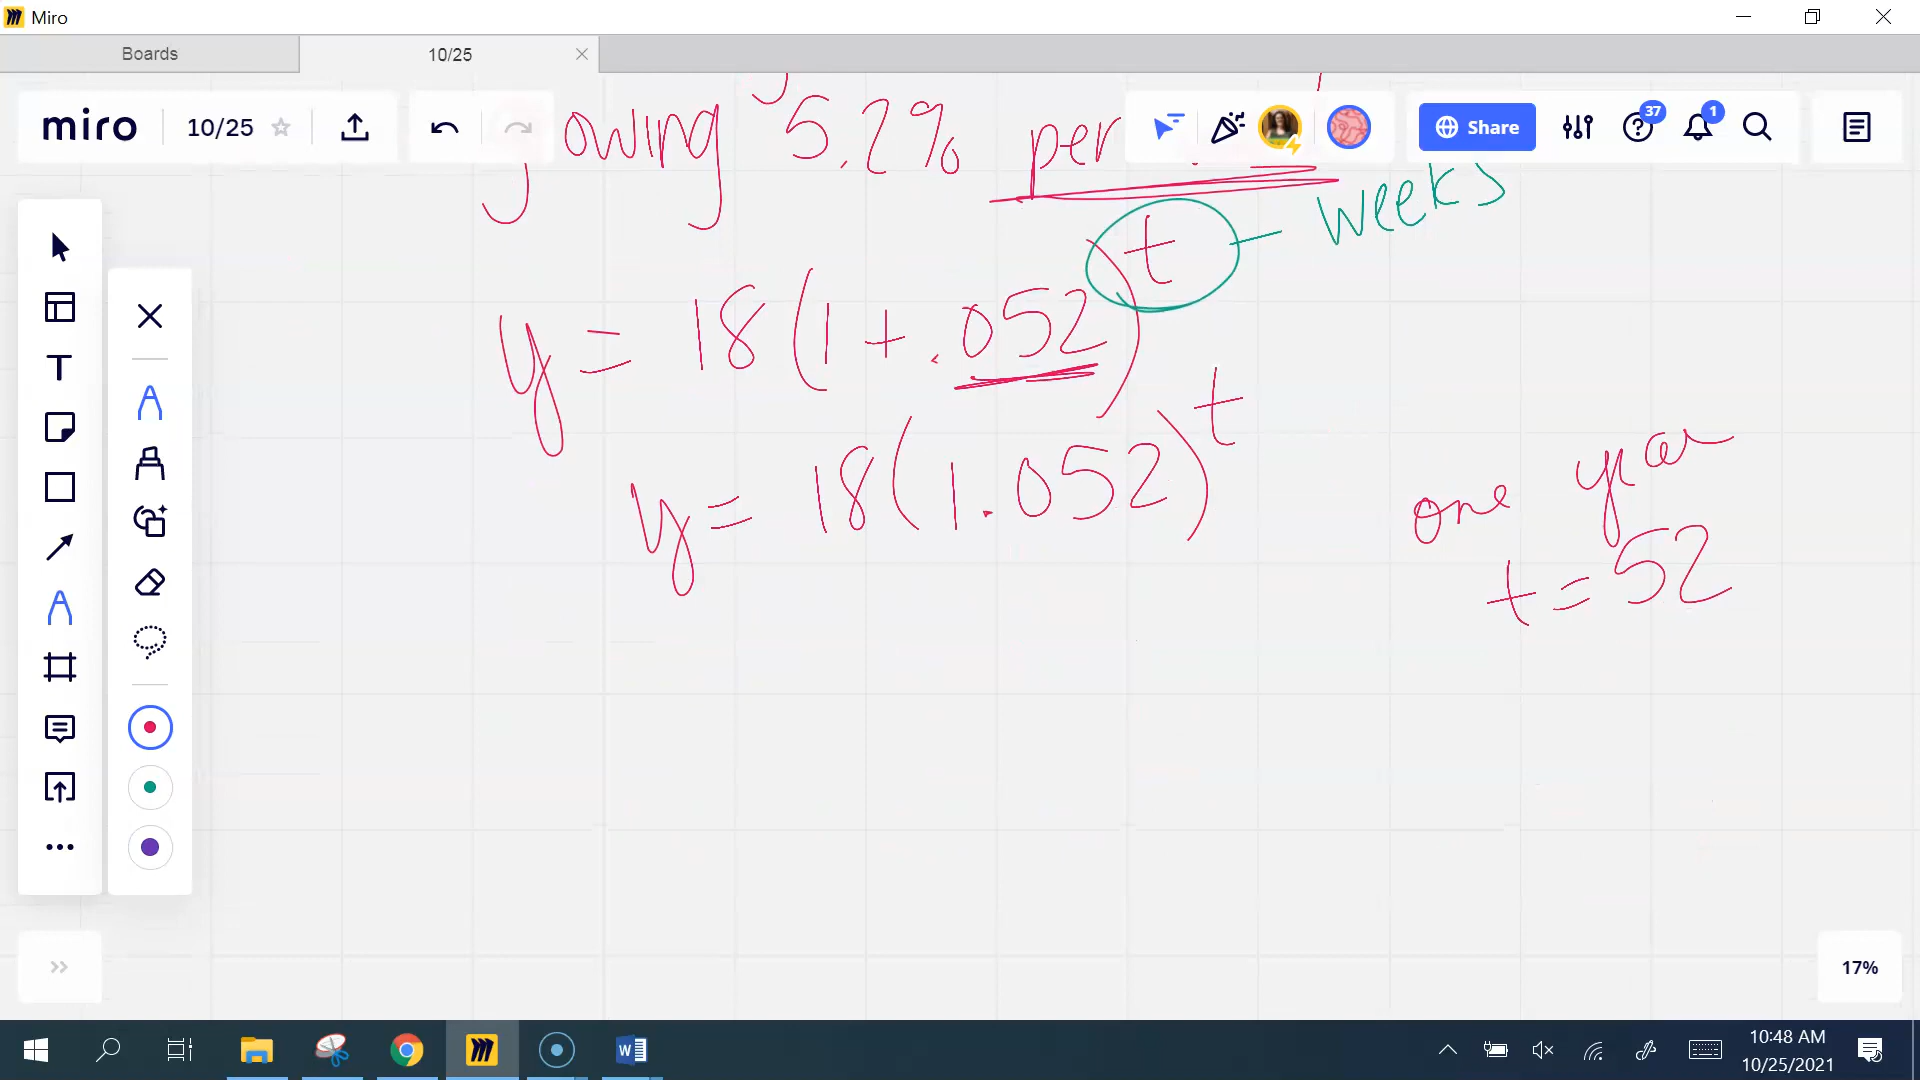 Miro
Boards
10/25
miro
10/25
Share
37
1
growing 5.2% per
weeks
y = 18(1+.052)^t
y = 18(1.052)^t
one year
t = 52
17%
10:48 AM
10/25/2021